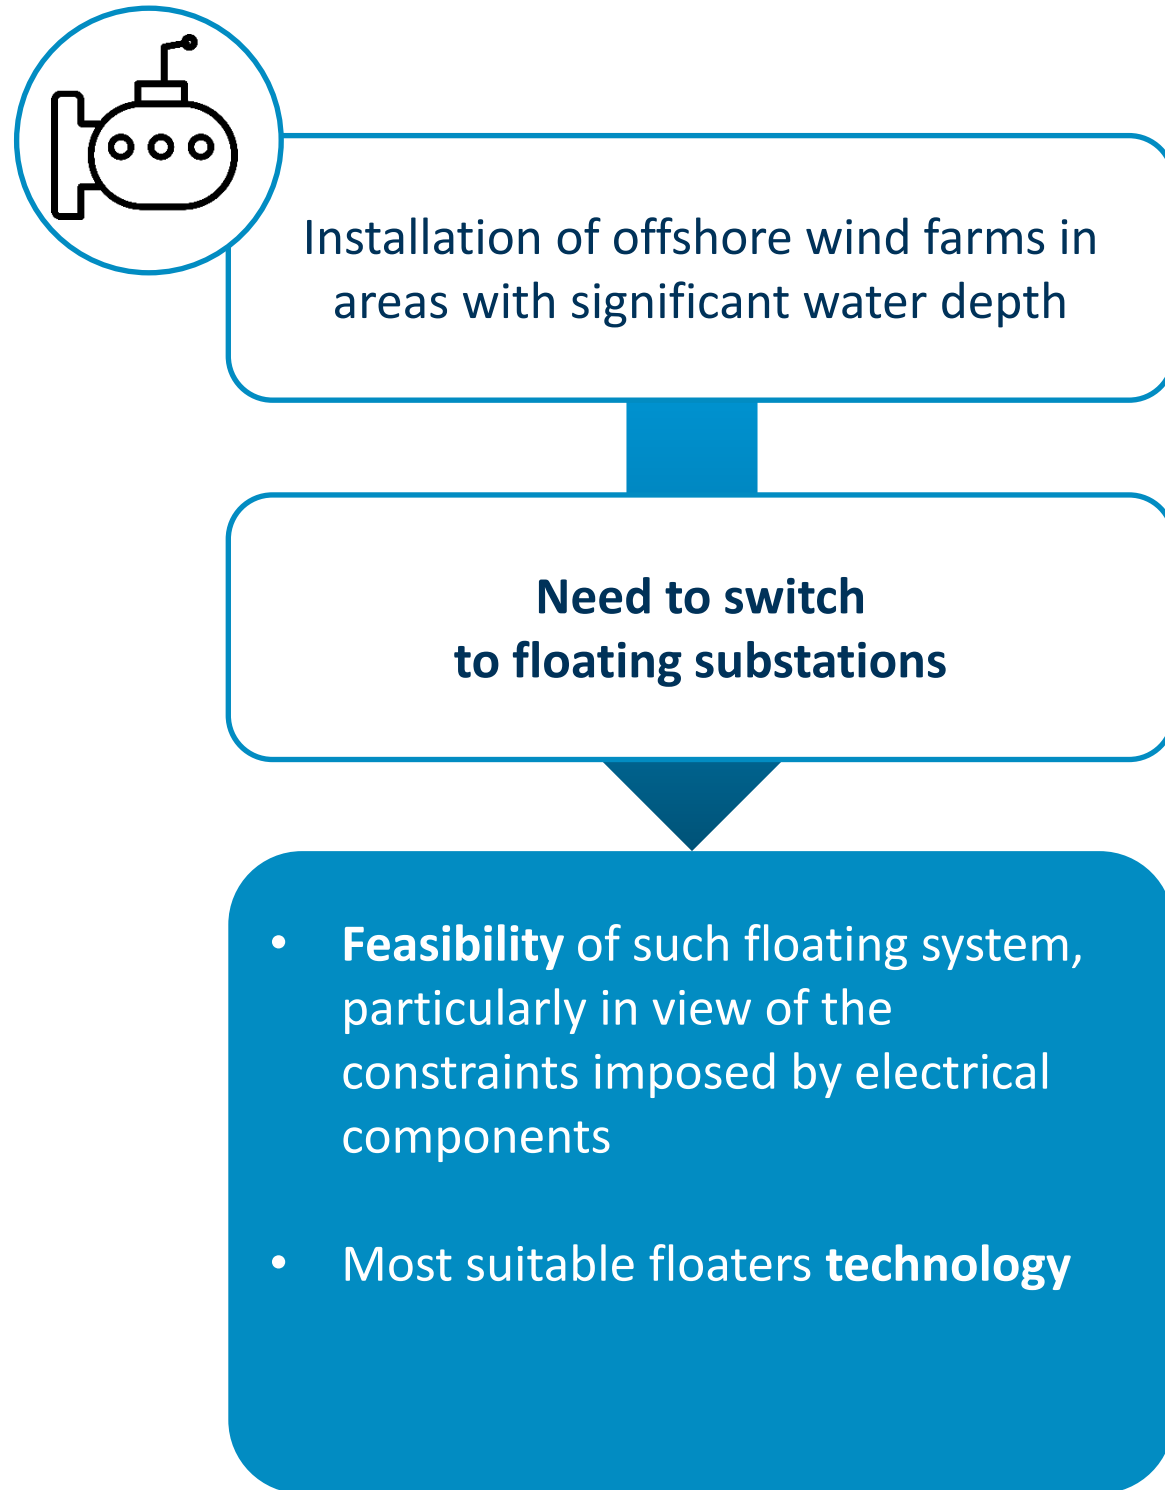 Installation of offshore wind farms in
areas with significant water depth
Need to switch
to floating substations
• Feasibility of such floating system,
particularly in view of the
constraints imposed by electrical
components
• Most suitable floaters technology